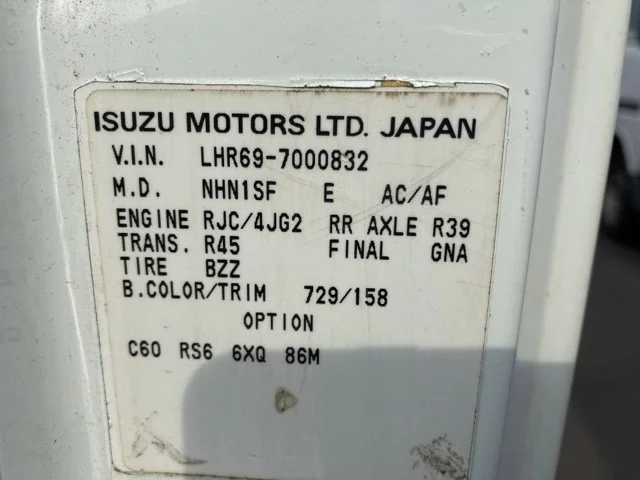 ISUZU MOTORS LTD. JAPAN
V.I.N. LHR69-7000832
M.D. NHN1SF E AC/AF
ENGINE RJC/4JG2 RR AXLE R39
TRANS. R45 FINAL GNA
TIRE BZZ
B.COLOR/TRIM 729/158
OPTION
C60 RS6 6XQ 86M